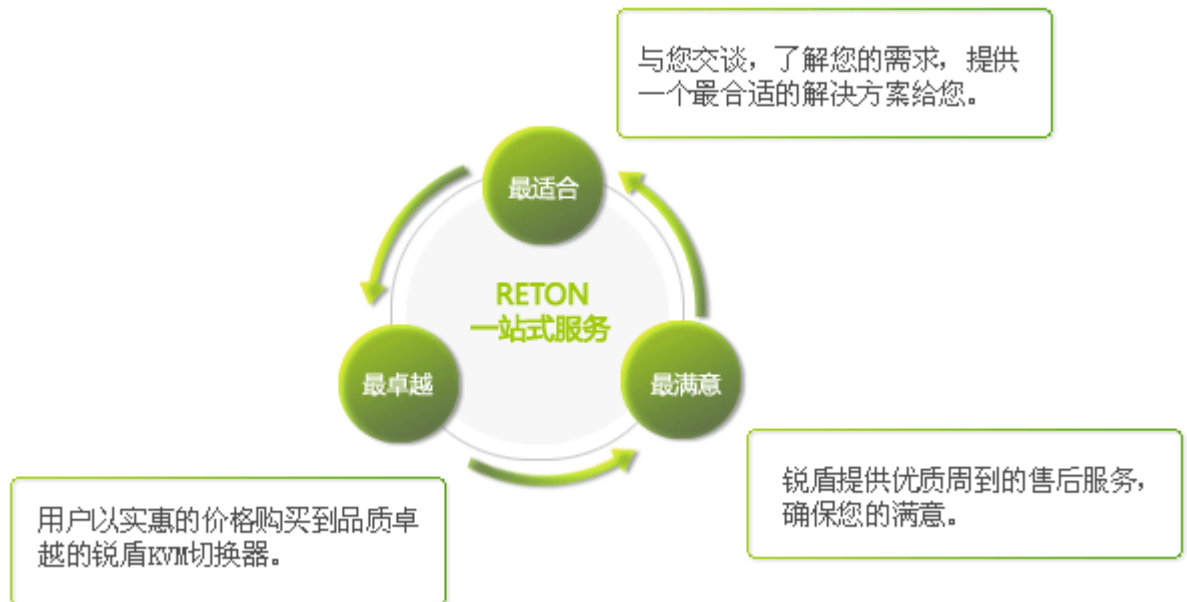 与您交谈，了解您的需求，提供
一个最合适的解决方案给您。
最适合
RETON
一站式服务
最卓越
最满意
锐盾提供优质周到的售后服务，
确保您的满意。
用户以实惠的价格购买到品质卓
越的锐盾KVM切换器。